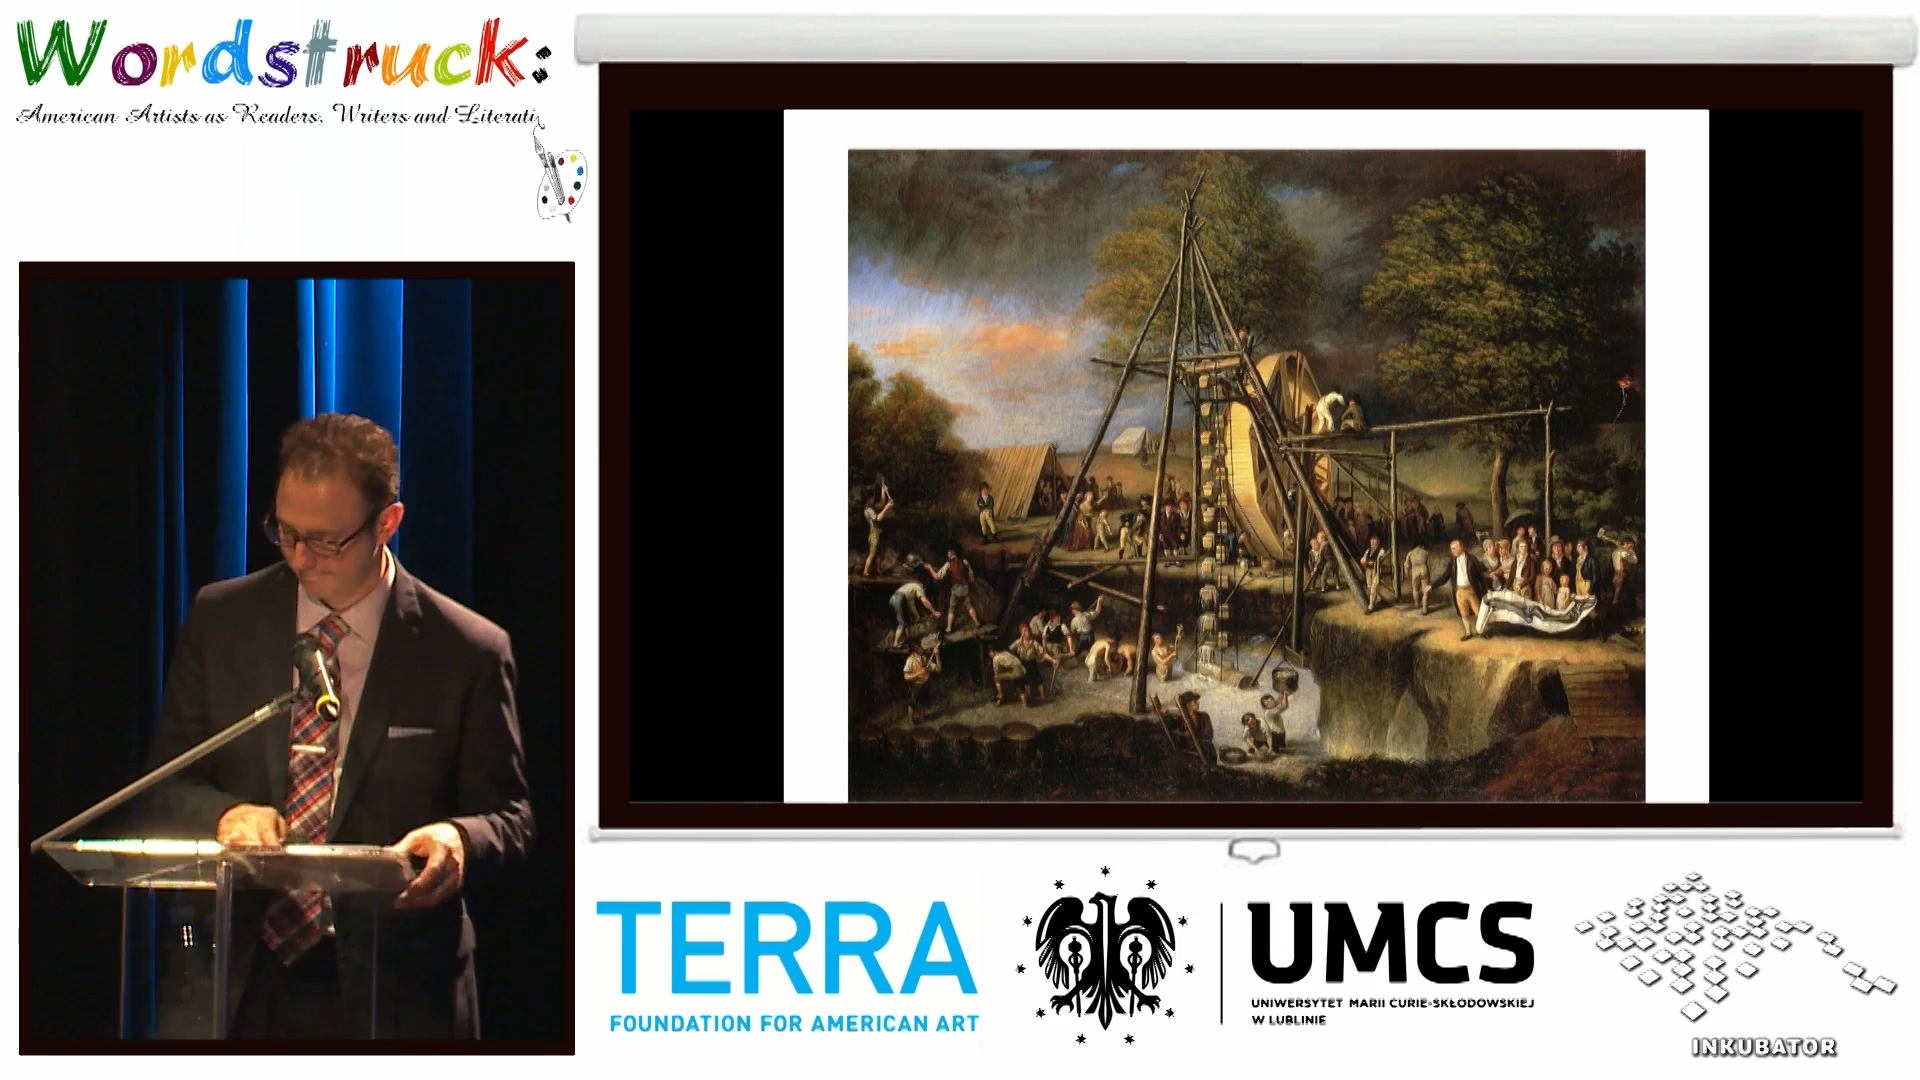 Wordstruck:
American Artists as Readers, Writers and Literati
TERRA
FOUNDATION FOR AMERICAN ART
UMCS
UNIWERSYTET MARII CURIE-SKŁODOWSKIEJ
W LUBLINIE
INKUBATOR